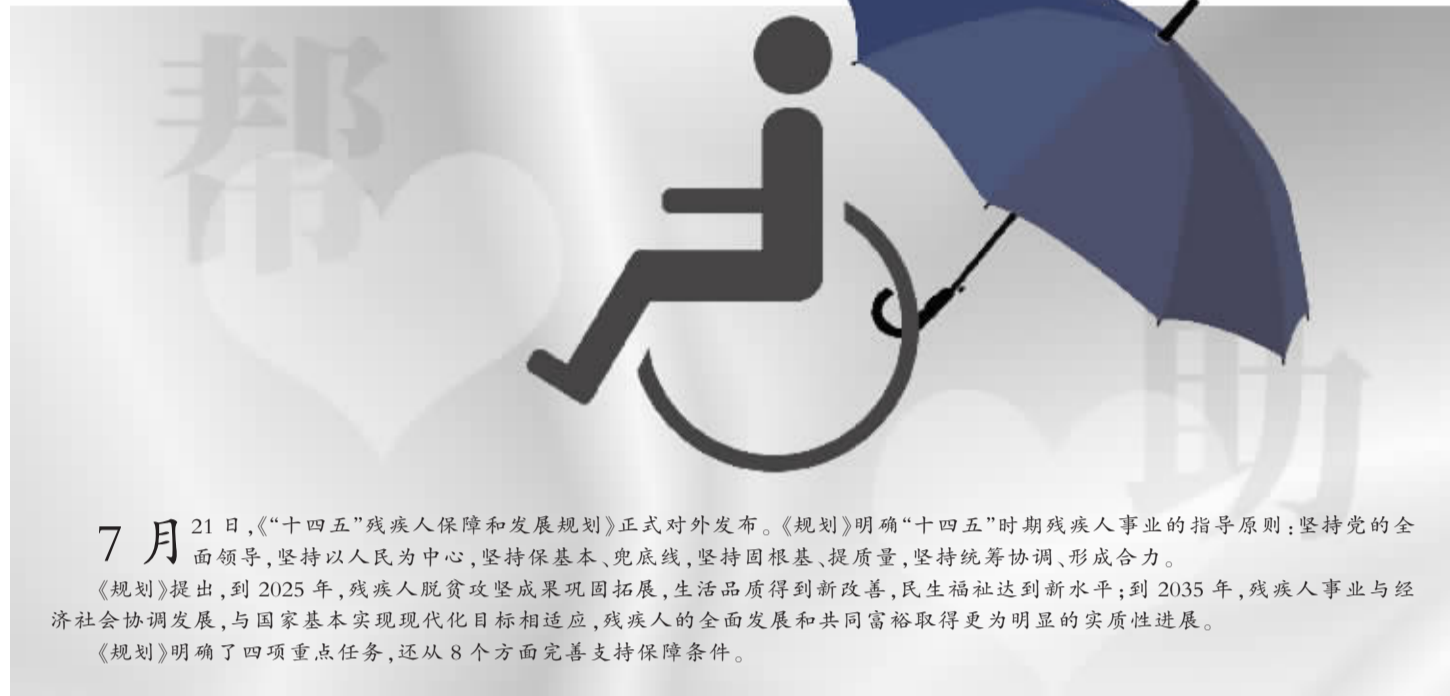 帮
助
7月21日,《“十四五”残疾人保障和发展规划》正式对外发布。《规划》明确“十四五”时期残疾人事业的指导原则:坚持党的全
面领导,坚持以人民为中心,坚持保基本、兜底线,坚持固根基、提质量,坚持统筹协调、形成合力。
《规划》提出,到 2025 年,残疾人脱贫攻坚成果巩固拓展,生活品质得到新改善,民生福祉达到新水平;到 2035 年,残疾人事业与经
济社会协调发展,与国家基本实现现代化目标相适应,残疾人的全面发展和共同富裕取得更为明显的实质性进展。
《规划》明确了四项重点任务,还从 8 个方面完善支持保障条件。